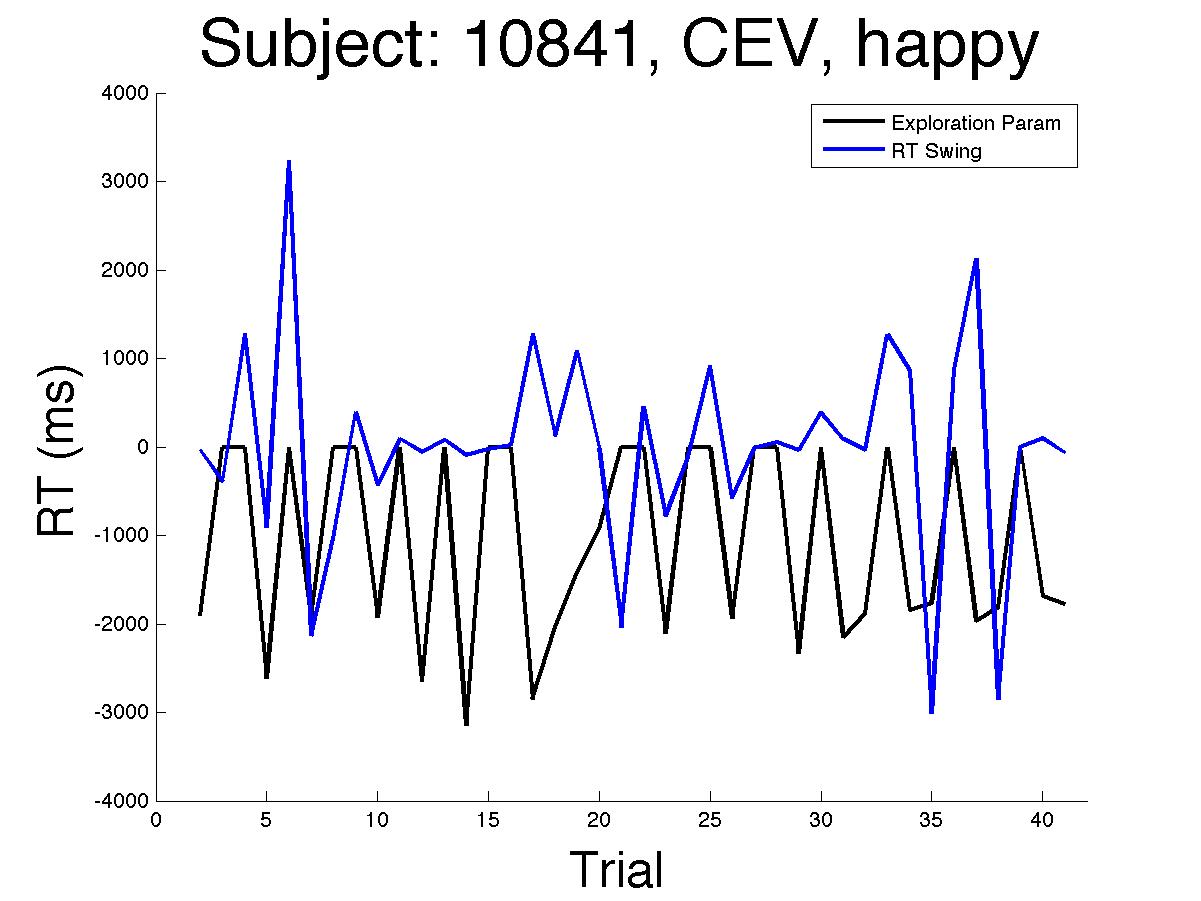 Subject: 10841, CEV, happy
4000
3000
2000
1000
0
-1000
-2000
-3000
-4000
RT (ms)
Exploration Param
RT Swing
0 5 10 15 20 25 30 35 40
Trial